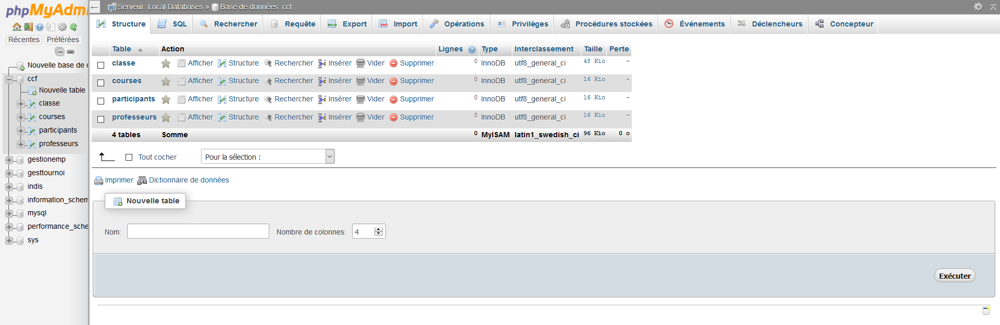 phpMyAdm
Récentes Préférées
Nouvelle base de
ccf
Nouvelle table
classe
courses
participants
professeurs
gestionemp
gesttournoi
indis
information_schem
mysql
performance_sche
sys
Serveur: Local Databases » Base de données: ccf
Structure SQL Rechercher Requête Export Import Opérations Privilèges Procédures stockées Événements Déclencheurs Concepteur
Table Action Lignes Type Interclassement Taille Perte
classe Afficher Structure Rechercher Insérer Vider Supprimer 0 InnoDB utf8_general_ci 48 Kio -
courses Afficher Structure Rechercher Insérer Vider Supprimer 0 InnoDB utf8_general_ci 16 Kio -
participants Afficher Structure Rechercher Insérer Vider Supprimer 0 InnoDB utf8_general_ci 16 Kio -
professeurs Afficher Structure Rechercher Insérer Vider Supprimer 0 InnoDB utf8_general_ci 16 Kio -
4 tables Somme 0 MyISAM latin1_swedish_ci 96 Kio 0 o
Tout cocher Pour la sélection :
Imprimer Dictionnaire de données
Nouvelle table
Nom: Nombre de colonnes: 4
Exécuter